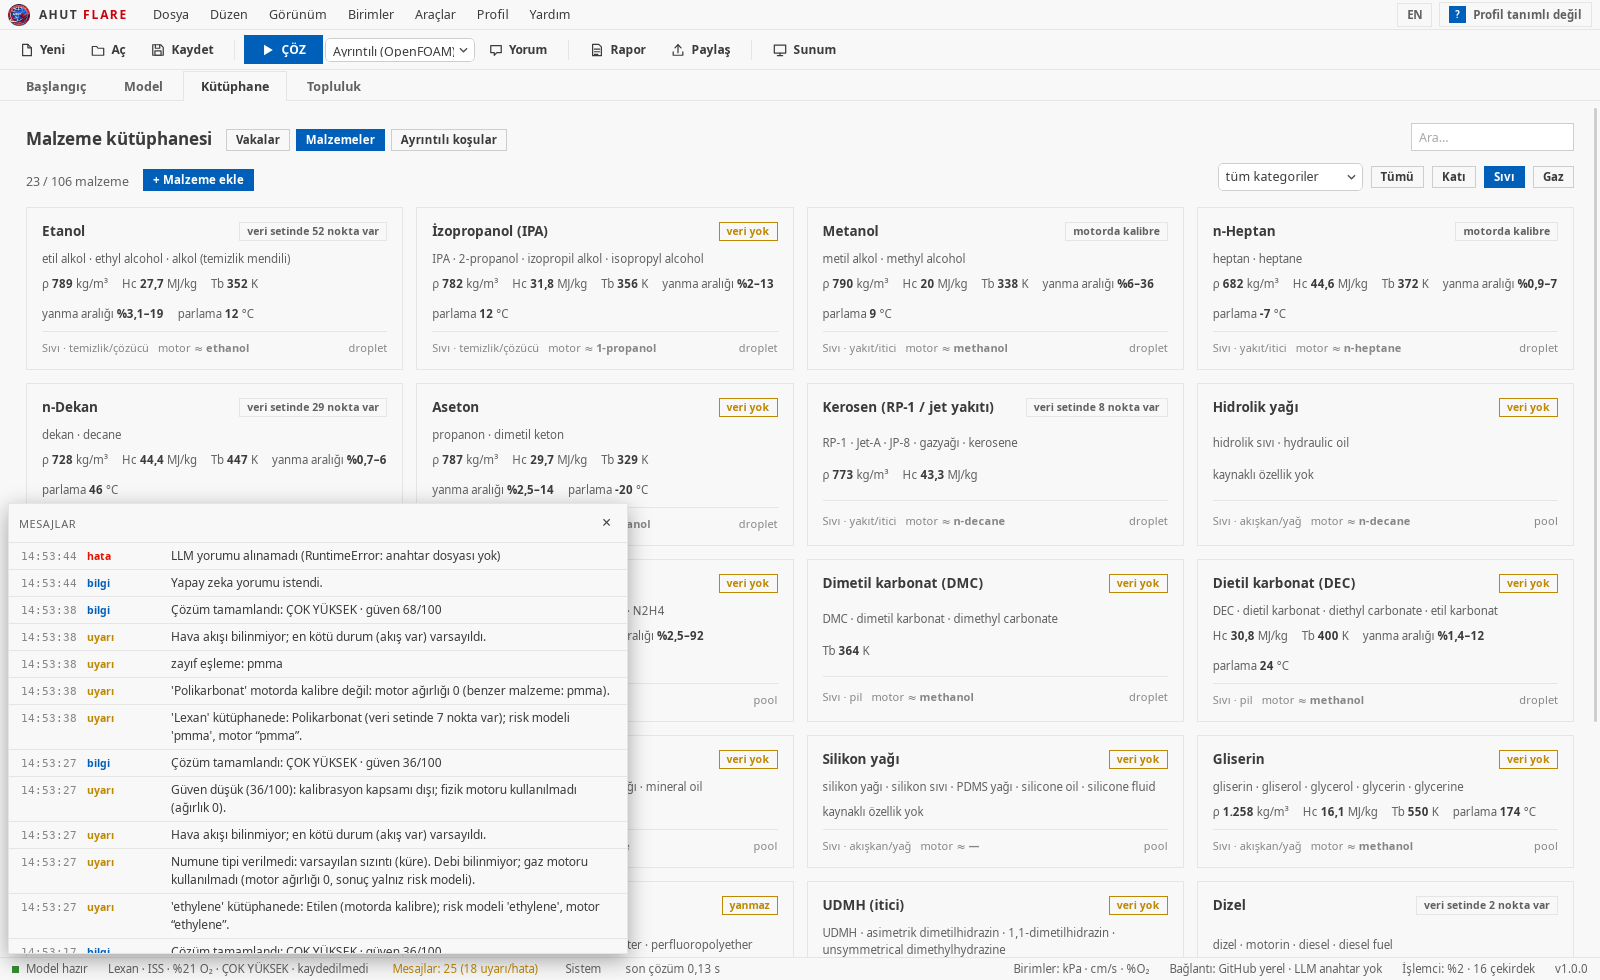 AHUT FLARE Dosya Düzen Görünüm Birimler Araçlar Profil Yardım EN ? Profil tanımlı değil
Yeni Aç Kaydet ÇÖZ Ayrıntılı (OpenFOAM) Yorum Rapor Paylaş Sunum
Başlangıç Model Kütüphane Topluluk
Malzeme kütüphanesi Vakalar Malzemeler Ayrıntılı koşular Ara...
23 / 106 malzeme + Malzeme ekle tüm kategoriler Tümü Katı Sıvı Gaz
Etanol veri setinde 52 nokta var
etil alkol · ethyl alcohol · alkol (temizlik mendili)
ρ 789 kg/m³ Hc 27,7 MJ/kg Tb 352 K
yanma aralığı %3,1–19 parlama 12 °C
Sıvı · temizlik/çözücü motor ≈ ethanol droplet
İzopropanol (IPA) veri yok
IPA · 2-propanol · izopropil alkol · isopropyl alcohol
ρ 782 kg/m³ Hc 31,8 MJ/kg Tb 356 K yanma aralığı %2–13
parlama 12 °C
Sıvı · temizlik/çözücü motor ≈ 1-propanol droplet
Metanol motorda kalibre
metil alkol · methyl alcohol
ρ 790 kg/m³ Hc 20 MJ/kg Tb 338 K yanma aralığı %6–36
parlama 9 °C
Sıvı · yakıt/itici motor ≈ methanol droplet
n-Heptan motorda kalibre
heptan · heptane
ρ 682 kg/m³ Hc 44,6 MJ/kg Tb 372 K yanma aralığı %0,9–7
parlama -7 °C
Sıvı · yakıt/itici motor ≈ n-heptane droplet
n-Dekan veri setinde 29 nokta var
dekan · decane
ρ 728 kg/m³ Hc 44,4 MJ/kg Tb 447 K yanma aralığı %0,7–6
parlama 46 °C
Aseton veri yok
propanon · dimetil keton
ρ 787 kg/m³ Hc 29,7 MJ/kg Tb 329 K
yanma aralığı %2,5–14 parlama -20 °C
anol droplet
Kerosen (RP-1 / jet yakıtı) veri setinde 8 nokta var
RP-1 · Jet-A · JP-8 · gazyağı · kerosene
ρ 773 kg/m³ Hc 43,3 MJ/kg
Sıvı · yakıt/itici motor ≈ n-decane droplet
Hidrolik yağı veri yok
hidrolik sıvı · hydraulic oil
kaynaklı özellik yok
Sıvı · akışkan/yağ motor ≈ n-decane pool
veri yok
· N2H4
ralığı %2,5–92
pool
Dimetil karbonat (DMC) veri yok
DMC · dimetil karbonat · dimethyl carbonate
Tb 364 K
Sıvı · pil motor ≈ methanol droplet
Dietil karbonat (DEC) veri yok
DEC · dietil karbonat · diethyl carbonate · etil karbonat
Hc 30,8 MJ/kg Tb 400 K yanma aralığı %1,4–12
parlama 24 °C
Sıvı · pil motor ≈ methanol droplet
veri yok
ğı · mineral oil
pool
Silikon yağı veri yok
silikon yağı · silikon sıvı · PDMS yağı · silicone oil · silicone fluid
kaynaklı özellik yok
Sıvı · akışkan/yağ motor ≈ — pool
Gliserin veri yok
gliserin · gliserol · glycerol · glycerin · glycerine
ρ 1.258 kg/m³ Hc 16,1 MJ/kg Tb 550 K parlama 174 °C
Sıvı · akışkan/yağ motor ≈ methanol pool
yanmaz
ter · perfluoropolyether
UDMH (itici) veri yok
UDMH · asimetrik dimetilhidrazin · 1,1-dimetilhidrazin ·
unsymmetrical dimethylhydrazine
Dizel veri setinde 2 nokta var
dizel · motorin · diesel · diesel fuel
MESAJLAR ×
14:53:44 hata LLM yorumu alınamadı (RuntimeError: anahtar dosyası yok)
14:53:44 bilgi Yapay zeka yorumu istendi.
14:53:38 bilgi Çözüm tamamlandı: ÇOK YÜKSEK · güven 68/100
14:53:38 uyarı Hava akışı bilinmiyor; en kötü durum (akış var) varsayıldı.
14:53:38 uyarı zayıf eşleme: pmma
14:53:38 uyarı 'Polikarbonat' motorda kalibre değil: motor ağırlığı 0 (benzer malzeme: pmma).
14:53:38 uyarı 'Lexan' kütüphanede: Polikarbonat (veri setinde 7 nokta var); risk modeli
'pmma', motor “pmma”.
14:53:27 bilgi Çözüm tamamlandı: ÇOK YÜKSEK · güven 36/100
14:53:27 uyarı Güven düşük (36/100): kalibrasyon kapsamı dışı; fizik motoru kullanılmadı
(ağırlık 0).
14:53:27 uyarı Hava akışı bilinmiyor; en kötü durum (akış var) varsayıldı.
14:53:27 uyarı Numune tipi verilmedi: varsayılan sızıntı (küre). Debi bilinmiyor; gaz motoru
kullanılmadı (motor ağırlığı 0, sonuç yalnız risk modeli).
14:53:27 uyarı 'ethylene' kütüphanede: Etilen (motorda kalibre); risk modeli 'ethylene', motor
“ethylene”.
14:53:17 bilgi Çözüm tamamlandı: ÇOK YÜKSEK · güven 36/100
Model hazır Lexan · ISS · %21 O₂ · ÇOK YÜKSEK · kaydedilmedi Mesajlar: 25 (18 uyarı/hata) Sistem son çözüm 0,13 s Birimler: kPa · cm/s · %O₂ Bağlantı: GitHub yerel · LLM anahtar yok İşlemci: %2 · 16 çekirdek v1.0.0